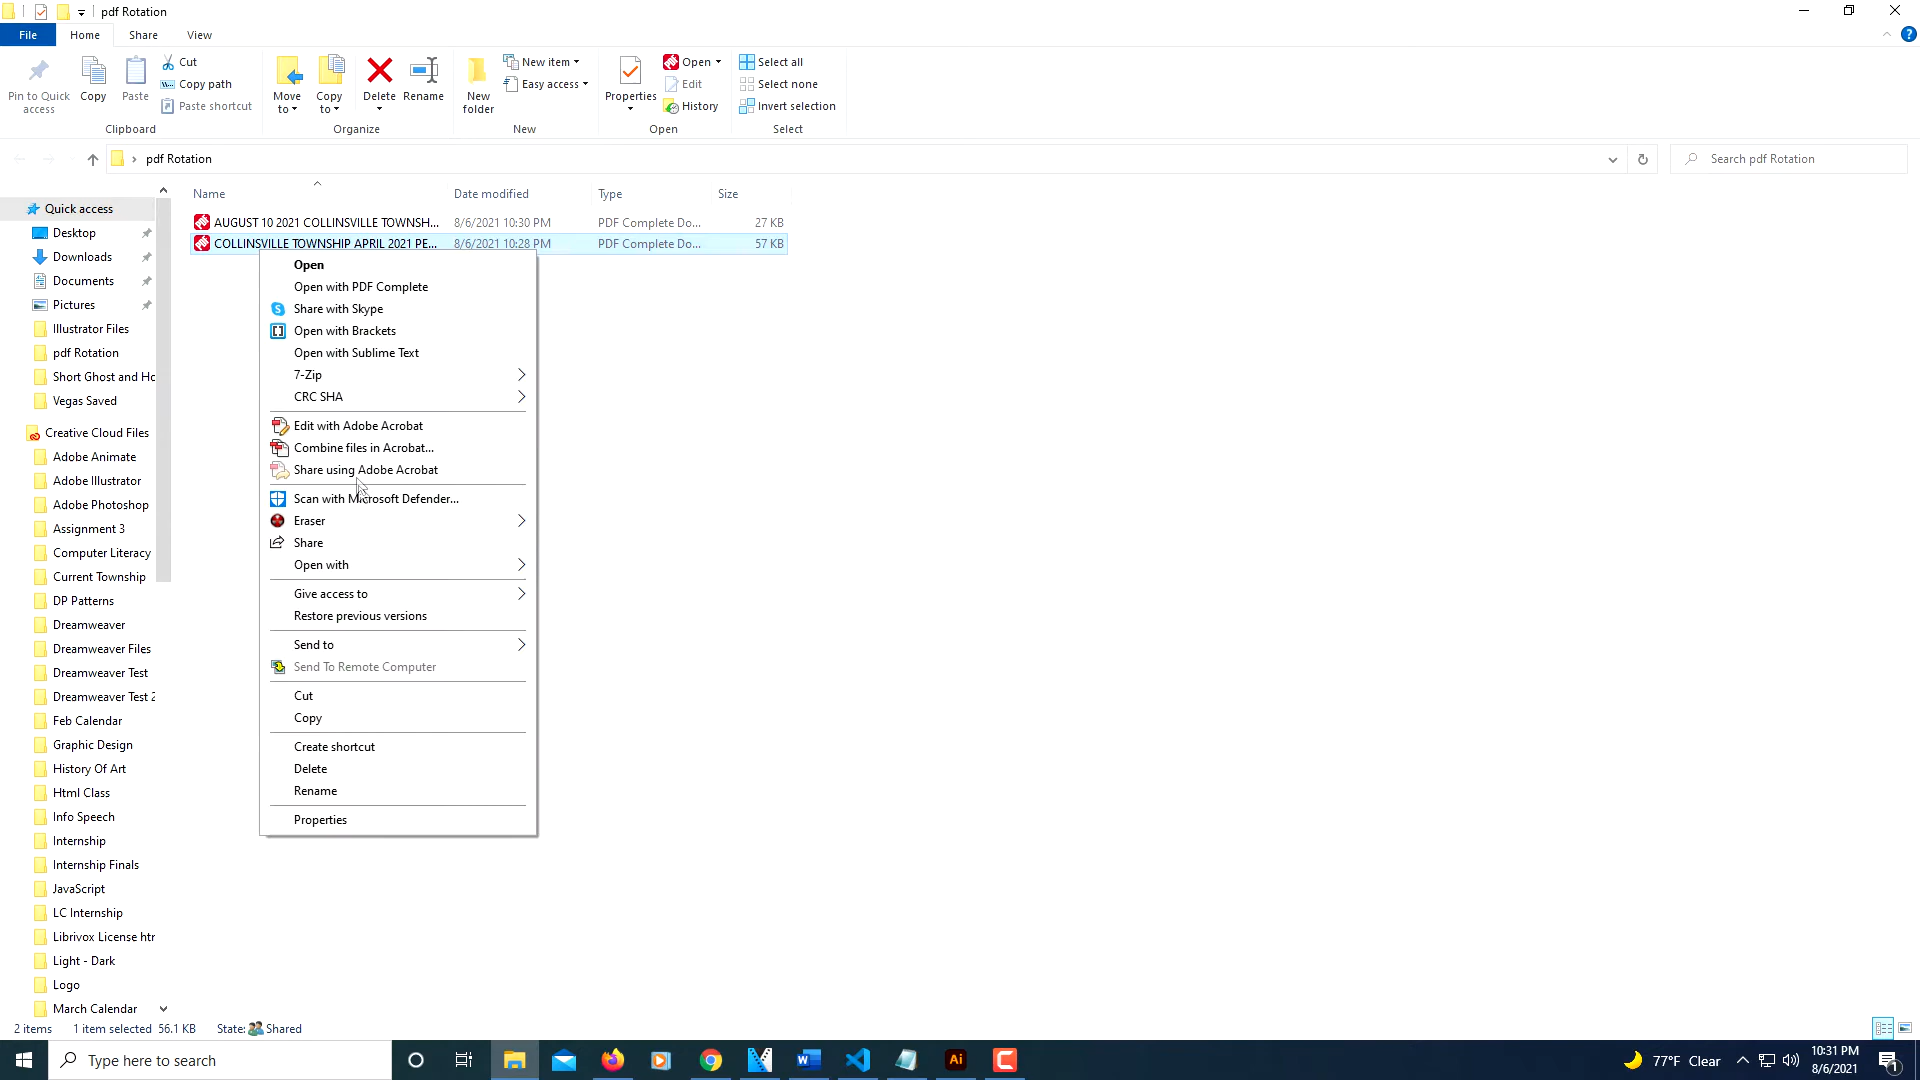 pdf Rotation
File Home Share View
Pin to Quick access
Copy
Paste
Cut
Copy path
Paste shortcut
Clipboard
Move to
Copy to
Delete
Rename
Organize
New folder
New item
Easy access
New
Properties
Open
Edit
History
Open
Select all
Select none
Invert selection
Select
pdf Rotation
Search pdf Rotation
Name Date modified Type Size
AUGUST 10 2021 COLLINSVILLE TOWNSH... 8/6/2021 10:30 PM PDF Complete Do... 27 KB
COLLINSVILLE TOWNSHIP APRIL 2021 PE... 8/6/2021 10:28 PM PDF Complete Do... 57 KB
Quick access
Desktop
Downloads
Documents
Pictures
Illustrator Files
pdf Rotation
Short Ghost and Ho
Vegas Saved
Creative Cloud Files
Adobe Animate
Adobe Illustrator
Adobe Photoshop
Assignment 3
Computer Literacy
Current Township
DP Patterns
Dreamweaver
Dreamweaver Files
Dreamweaver Test
Dreamweaver Test 2
Feb Calendar
Graphic Design
History Of Art
Html Class
Info Speech
Internship
Internship Finals
JavaScript
LC Internship
Librivox License htr
Light - Dark
Logo
March Calendar
Open
Open with PDF Complete
Share with Skype
Open with Brackets
Open with Sublime Text
7-Zip
CRC SHA
Edit with Adobe Acrobat
Combine files in Acrobat...
Share using Adobe Acrobat
Scan with Microsoft Defender...
Eraser
Share
Open with
Give access to
Restore previous versions
Send to
Send To Remote Computer
Cut
Copy
Create shortcut
Delete
Rename
Properties
2 items 1 item selected 56.1 KB State: Shared
Type here to search
Ai
77°F Clear
10:31 PM
8/6/2021
1